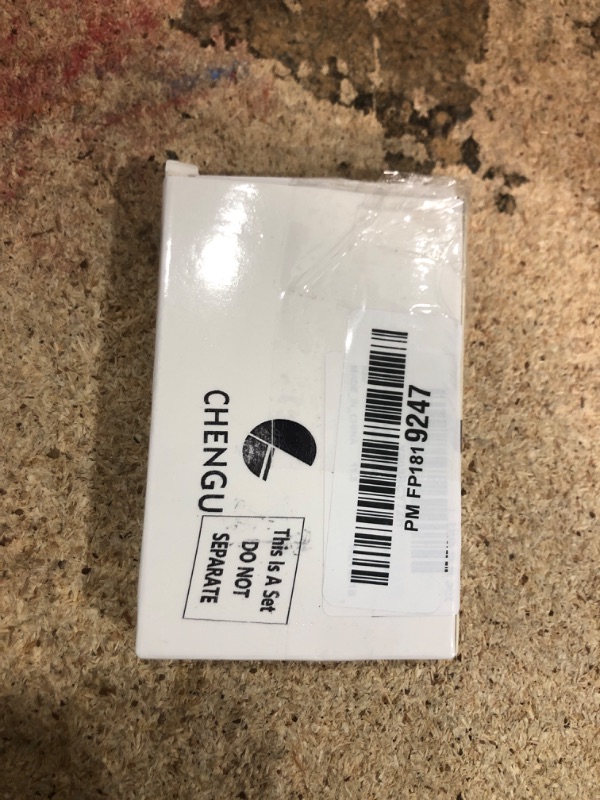 CHENGU
This Is A Set
DO NOT
SEPARATE
PM FP1819247